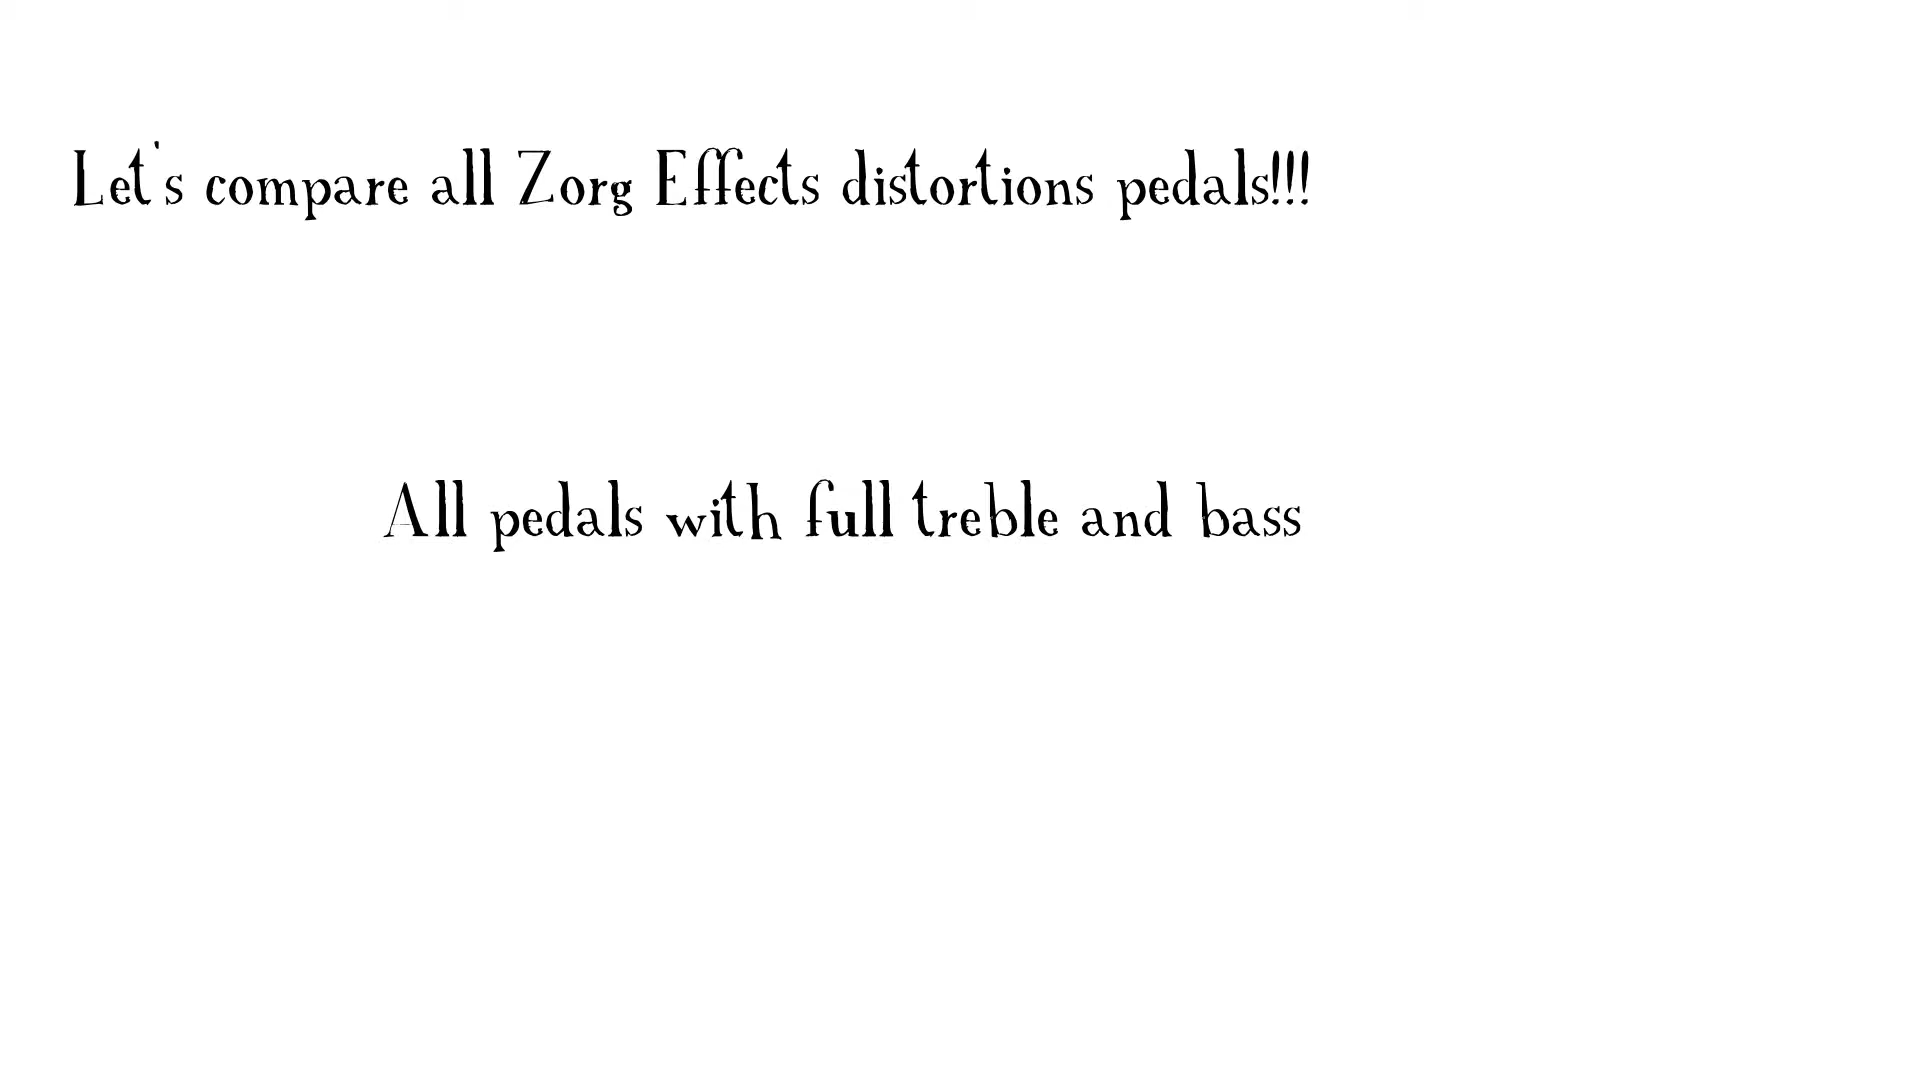 Let's compare all Zorg Effects distortions pedals!!!
All pedals with full treble and bass